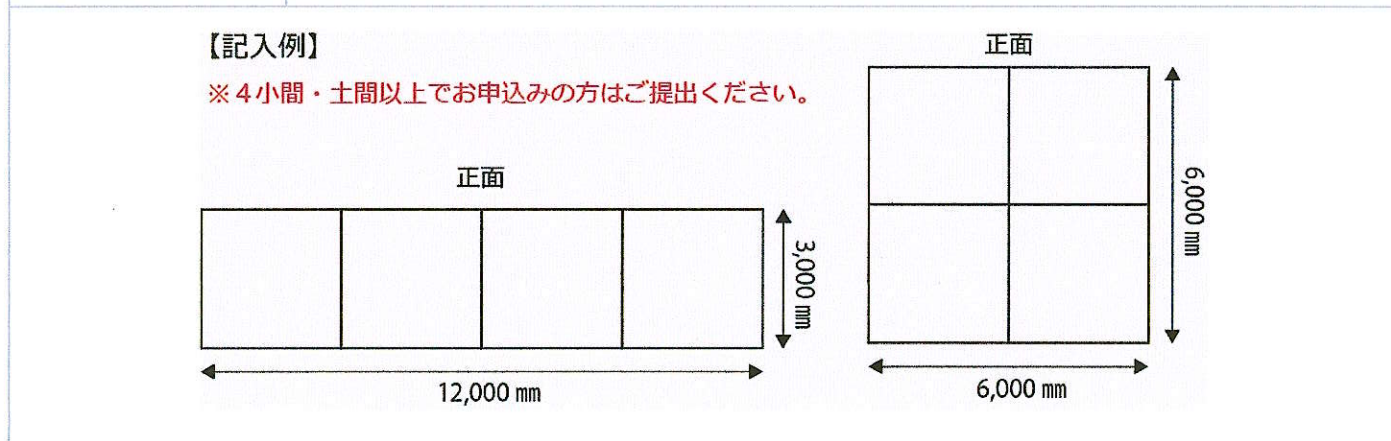 【記入例】
※４小間・土間以上でお申込みの方はご提出ください。
正面
3,000 ㎜
12,000 ㎜
正面
6,000 ㎜
6,000 ㎜